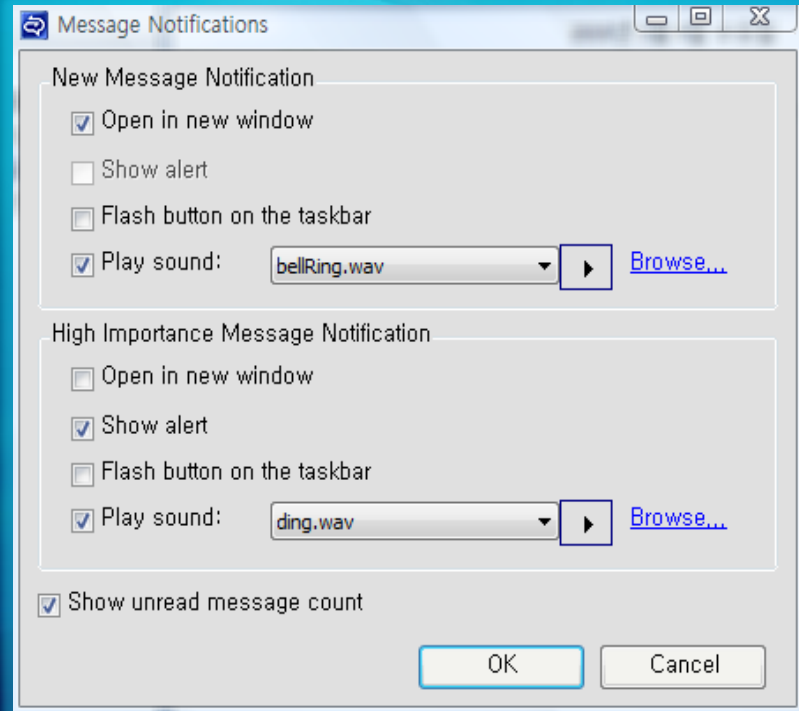 Message Notifications
New Message Notification
Open in new window
Show alert
Flash button on the taskbar
Play sound: bellRing.wav Browse...
High Importance Message Notification
Open in new window
Show alert
Flash button on the taskbar
Play sound: ding.wav Browse...
Show unread message count
OK Cancel